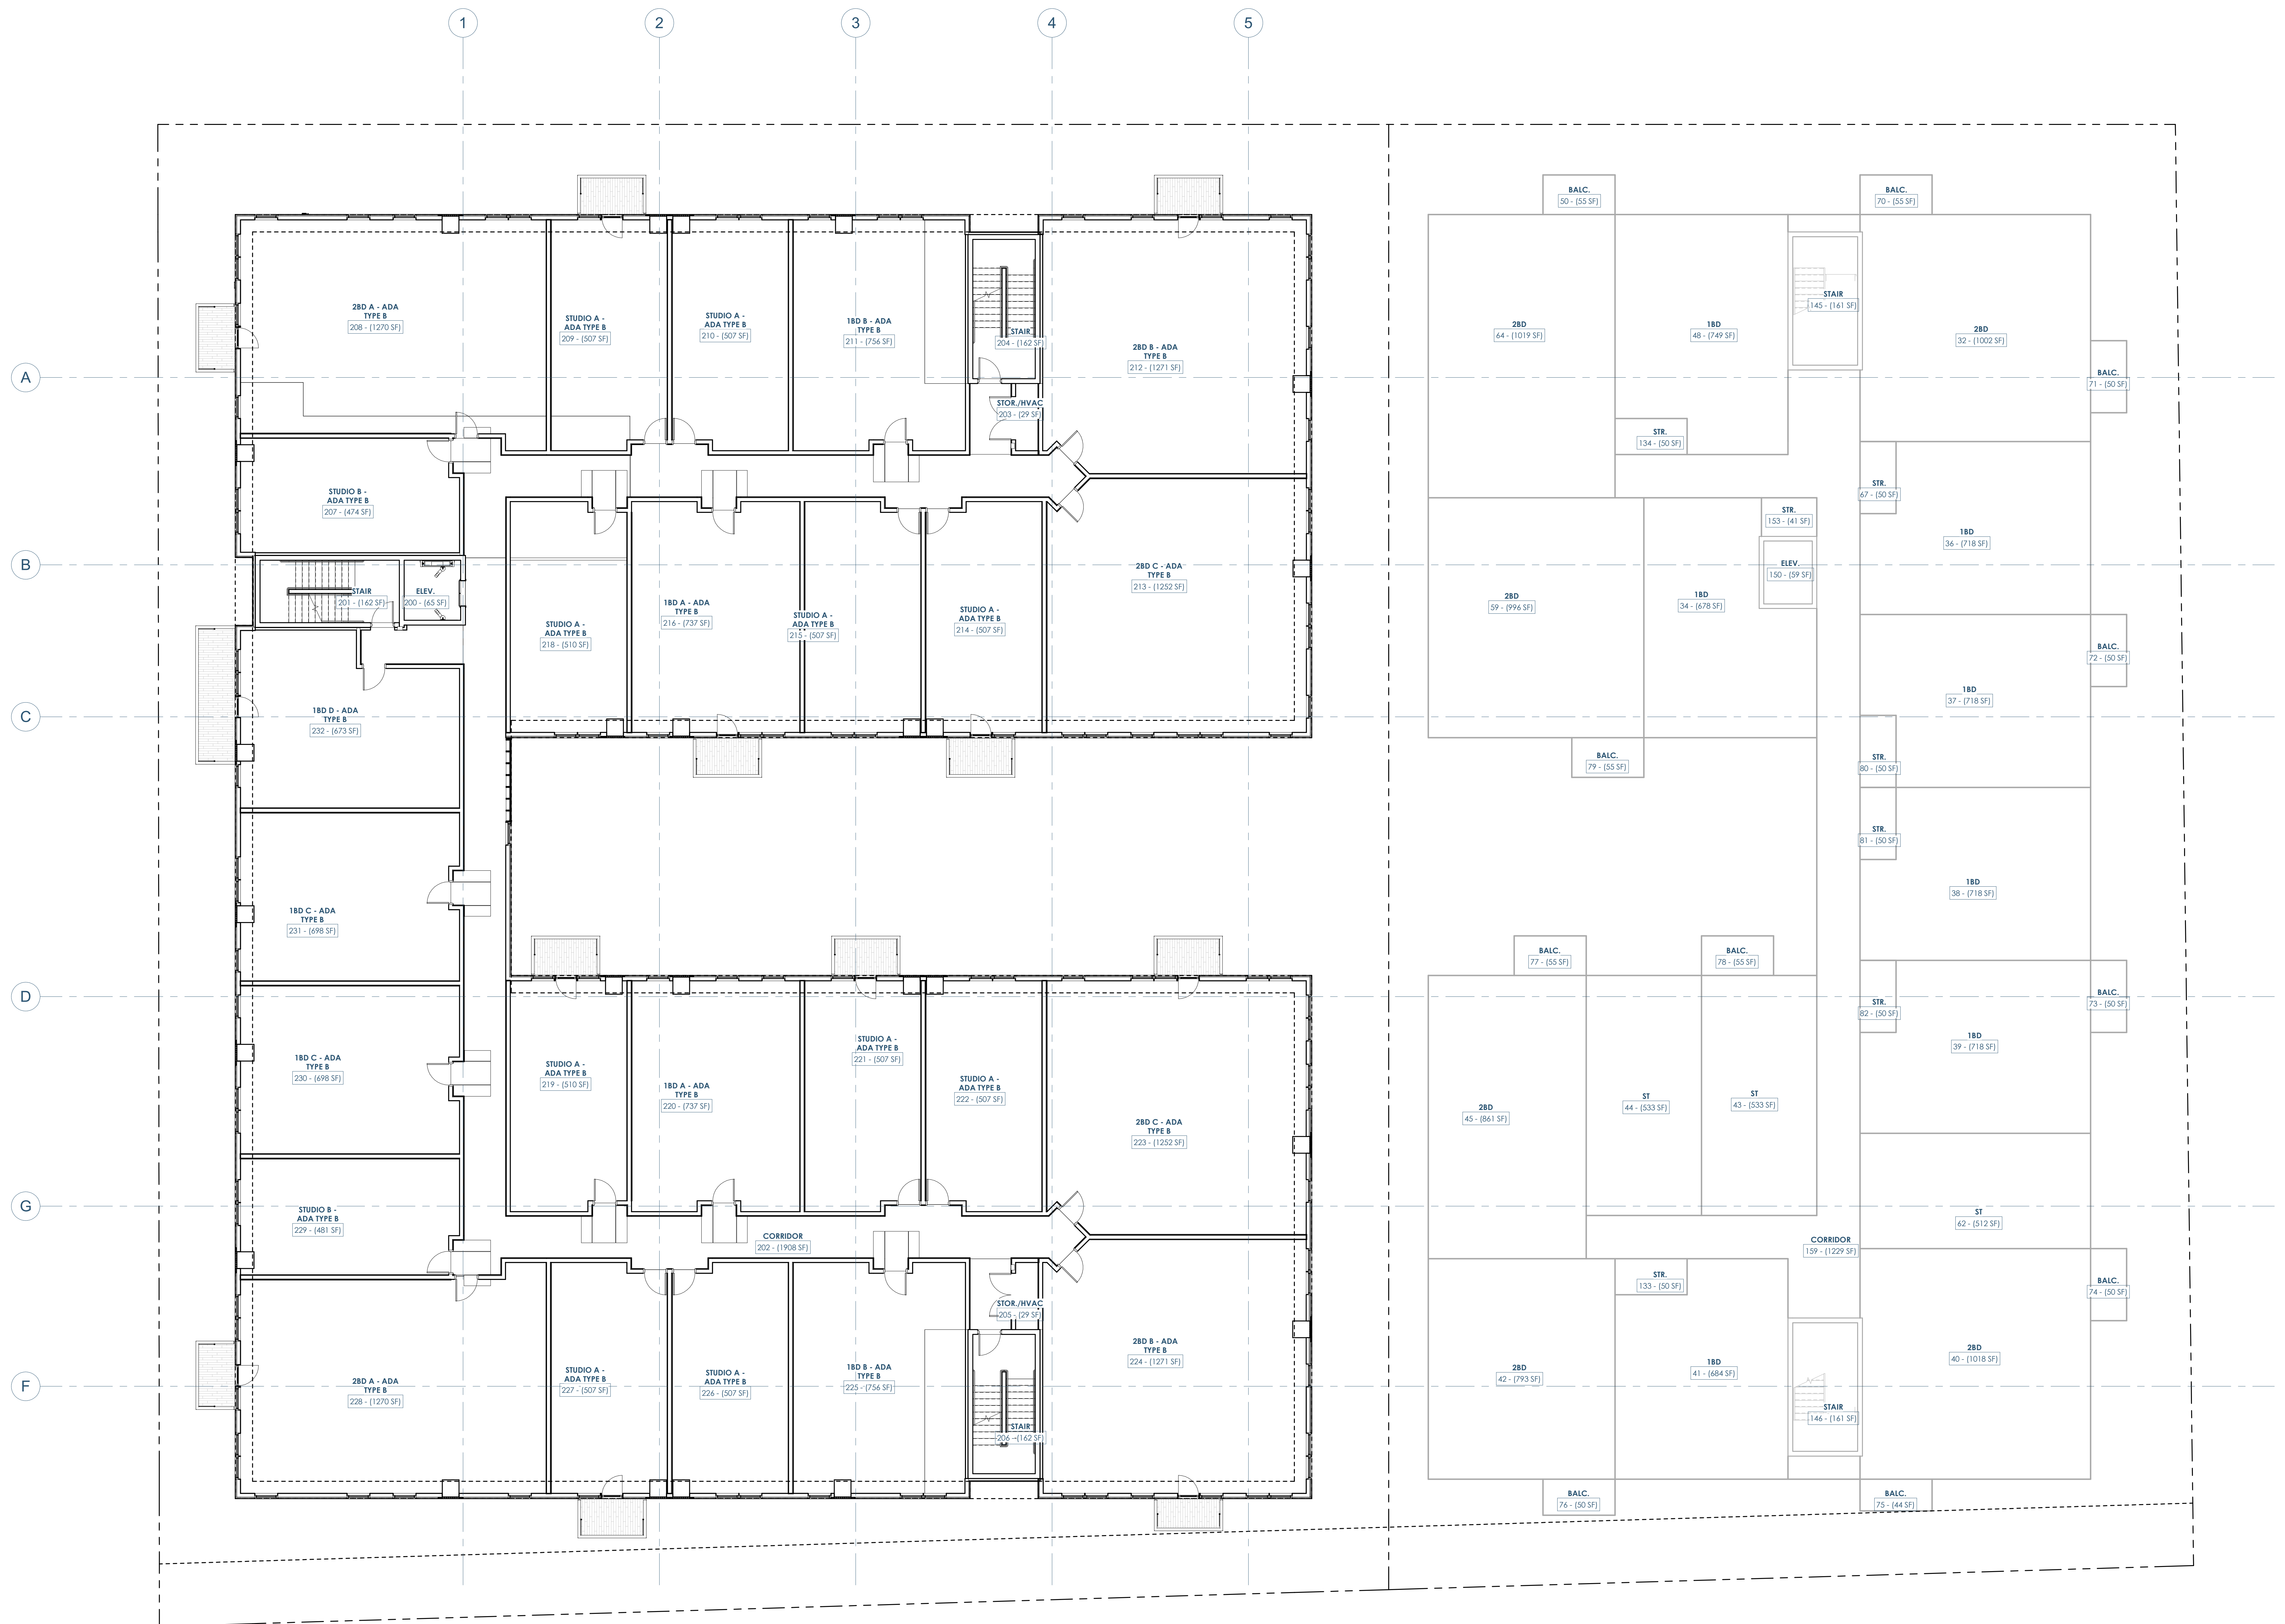 1
2
3
4
5
A
B
C
D
G
F
2BD A - ADA
TYPE B
208 - (1270 SF)
STUDIO A -
ADA TYPE B
209 - (507 SF)
STUDIO A -
ADA TYPE B
210 - (507 SF)
1BD B - ADA
TYPE B
211 - (756 SF)
STAIR
204 - (162 SF)
2BD B - ADA
TYPE B
212 - (1271 SF)
STOR./HVAC
203 - (29 SF)
STUDIO B -
ADA TYPE B
207 - (474 SF)
STAIR
201 - (162 SF)
ELEV.
200 - (65 SF)
STUDIO A -
ADA TYPE B
218 - (510 SF)
1BD A - ADA
TYPE B
216 - (737 SF)
STUDIO A -
ADA TYPE B
215 - (507 SF)
STUDIO A -
ADA TYPE B
214 - (507 SF)
2BD C - ADA
TYPE B
213 - (1252 SF)
1BD D - ADA
TYPE B
232 - (673 SF)
1BD C - ADA
TYPE B
231 - (698 SF)
1BD C - ADA
TYPE B
230 - (698 SF)
STUDIO A -
ADA TYPE B
219 - (510 SF)
1BD A - ADA
TYPE B
220 - (737 SF)
STUDIO A -
ADA TYPE B
221 - (507 SF)
STUDIO A -
ADA TYPE B
222 - (507 SF)
2BD C - ADA
TYPE B
223 - (1252 SF)
STUDIO B -
ADA TYPE B
229 - (481 SF)
CORRIDOR
202 - (1908 SF)
STOR./HVAC
205 - (29 SF)
2BD A - ADA
TYPE B
228 - (1270 SF)
STUDIO A -
ADA TYPE B
227 - (507 SF)
STUDIO A -
ADA TYPE B
226 - (507 SF)
1BD B - ADA
TYPE B
225 - (756 SF)
STAIR
206 - (162 SF)
2BD B - ADA
TYPE B
224 - (1271 SF)
BALC.
50 - (55 SF)
BALC.
70 - (55 SF)
STAIR
145 - (161 SF)
2BD
64 - (1019 SF)
1BD
48 - (749 SF)
2BD
32 - (1002 SF)
BALC.
71 - (50 SF)
STR.
134 - (50 SF)
STR.
67 - (50 SF)
STR.
153 - (41 SF)
1BD
36 - (718 SF)
ELEV.
150 - (59 SF)
2BD
59 - (996 SF)
1BD
34 - (678 SF)
BALC.
72 - (50 SF)
1BD
37 - (718 SF)
BALC.
79 - (55 SF)
STR.
80 - (50 SF)
STR.
81 - (50 SF)
1BD
38 - (718 SF)
BALC.
77 - (55 SF)
BALC.
78 - (55 SF)
STR.
82 - (50 SF)
BALC.
73 - (50 SF)
1BD
39 - (718 SF)
2BD
45 - (861 SF)
ST
44 - (533 SF)
ST
43 - (533 SF)
ST
62 - (512 SF)
CORRIDOR
159 - (1229 SF)
STR.
133 - (50 SF)
BALC.
74 - (50 SF)
2BD
42 - (793 SF)
1BD
41 - (684 SF)
2BD
40 - (1018 SF)
STAIR
146 - (161 SF)
BALC.
76 - (50 SF)
BALC.
75 - (44 SF)